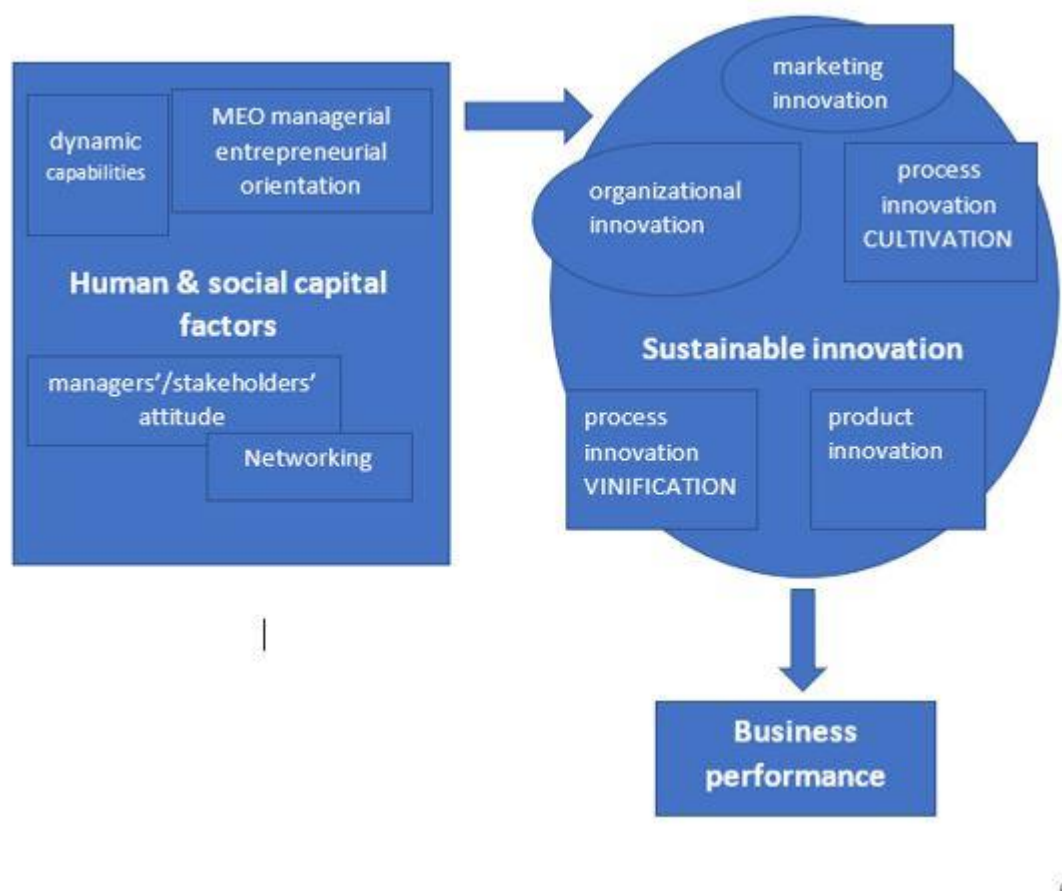 dynamic
capabilities
MEO managerial
entrepreneurial
orientation
Human & social capital
factors
managers’/stakeholders’
attitude
Networking
marketing
innovation
organizational
innovation
process
innovation
CULTIVATION
Sustainable innovation
process
innovation
VINIFICATION
product
innovation
Business
performance